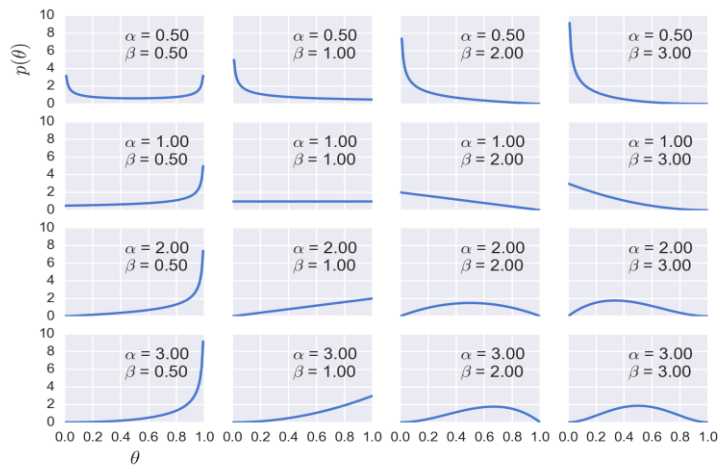 10
8
6
4
2
0
p(θ)
α = 0.50
β = 0.50
α = 0.50
β = 1.00
α = 0.50
β = 2.00
α = 0.50
β = 3.00
10
8
6
4
2
0
α = 1.00
β = 0.50
α = 1.00
β = 1.00
α = 1.00
β = 2.00
α = 1.00
β = 3.00
10
8
6
4
2
0
α = 2.00
β = 0.50
α = 2.00
β = 1.00
α = 2.00
β = 2.00
α = 2.00
β = 3.00
10
8
6
4
2
0
α = 3.00
β = 0.50
α = 3.00
β = 1.00
α = 3.00
β = 2.00
α = 3.00
β = 3.00
0.0 0.2 0.4 0.6 0.8 1.0
0.0 0.2 0.4 0.6 0.8 1.0
0.0 0.2 0.4 0.6 0.8 1.0
0.0 0.2 0.4 0.6 0.8 1.0
θ